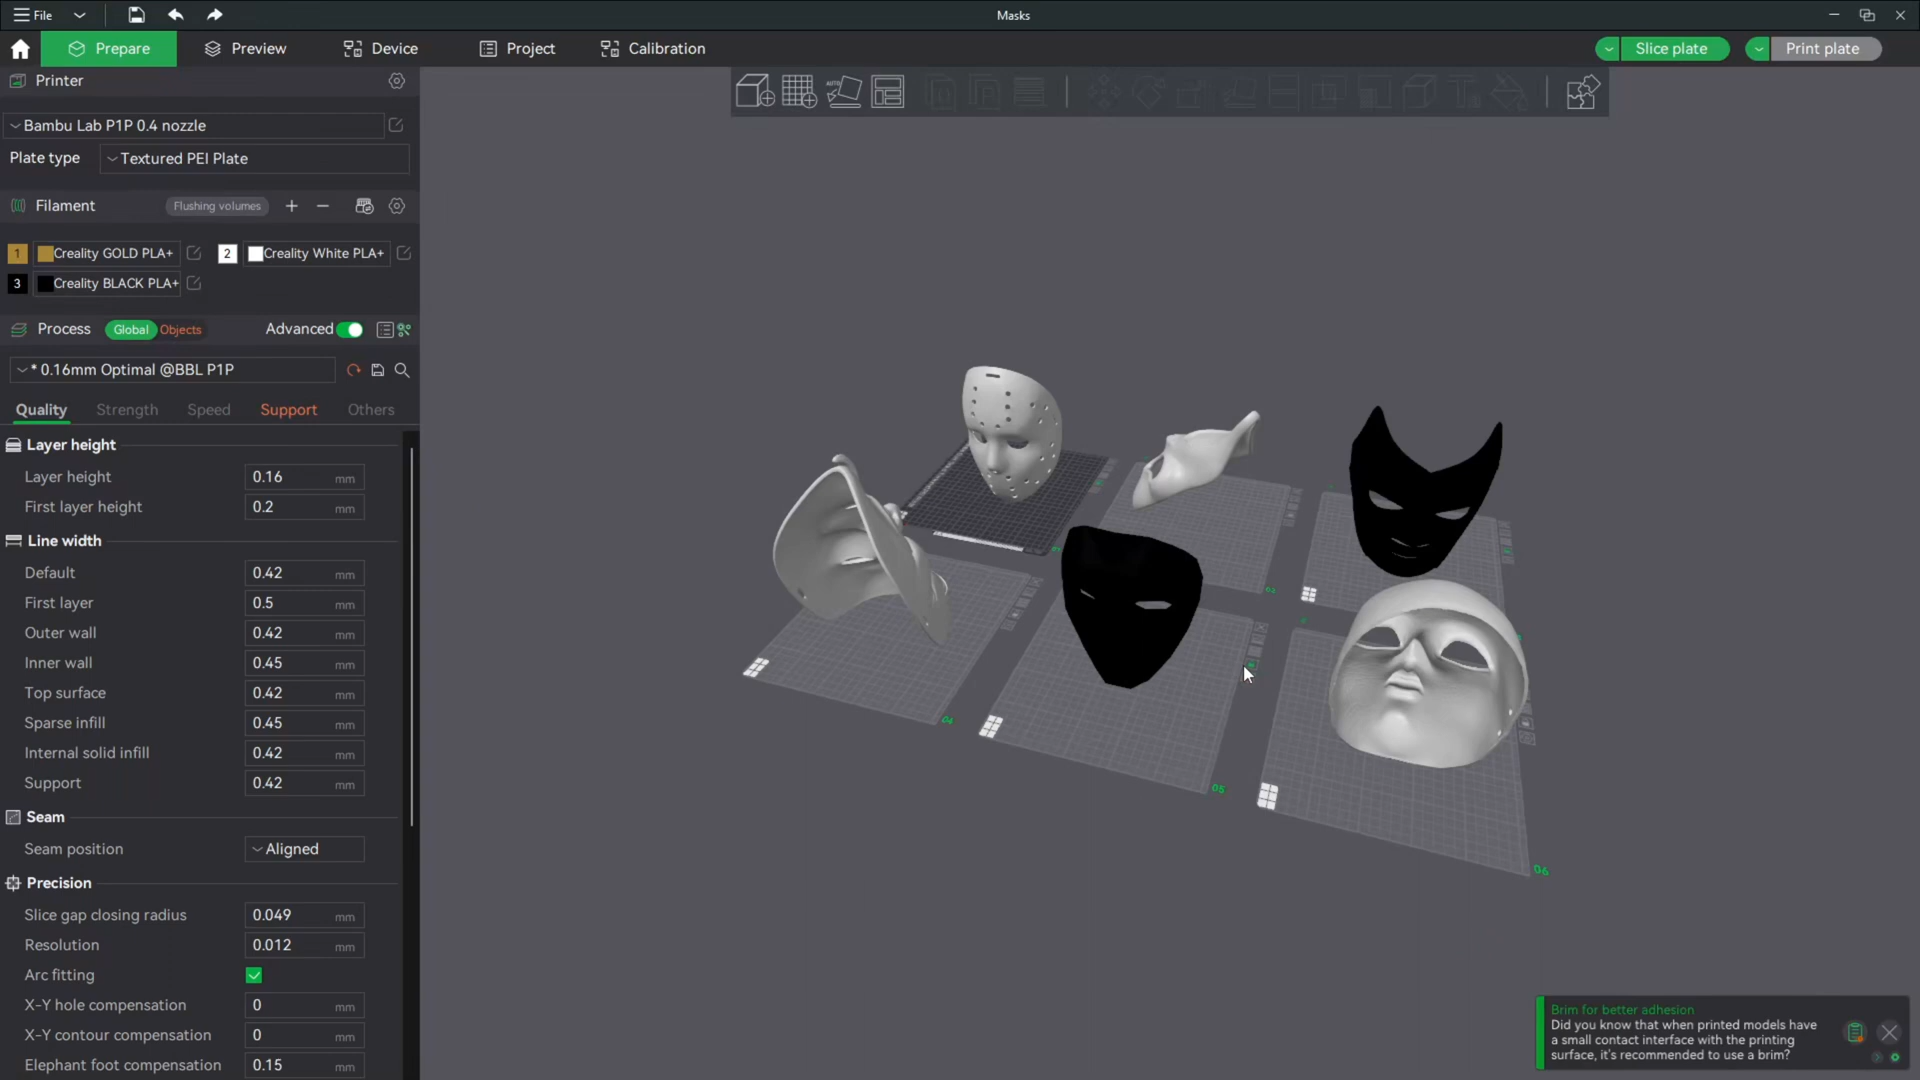 File
Masks
Prepare
Preview
Device
Project
Calibration
Slice plate
Print plate
Printer
Bambu Lab P1P 0.4 nozzle
Plate type
Textured PEI Plate
Filament
Flushing volumes
1
Creality GOLD PLA+
2
Creality White PLA+
3
Creality BLACK PLA+
Process
Global
Objects
Advanced
* 0.16mm Optimal @BBL P1P
Quality
Strength
Speed
Support
Others
Layer height
Layer height
0.16
mm
First layer height
0.2
mm
Line width
Default
0.42
mm
First layer
0.5
mm
Outer wall
0.42
mm
Inner wall
0.45
mm
Top surface
0.42
mm
Sparse infill
0.45
mm
Internal solid infill
0.42
mm
Support
0.42
mm
Seam
Seam position
Aligned
Precision
Slice gap closing radius
0.049
mm
Resolution
0.012
mm
Arc fitting
X-Y hole compensation
0
mm
X-Y contour compensation
0
mm
Elephant foot compensation
0.15
mm
AUTO
04
05
06
Brim for better adhesion
Did you know that when printed models have
a small contact interface with the printing
surface, it's recommended to use a brim?